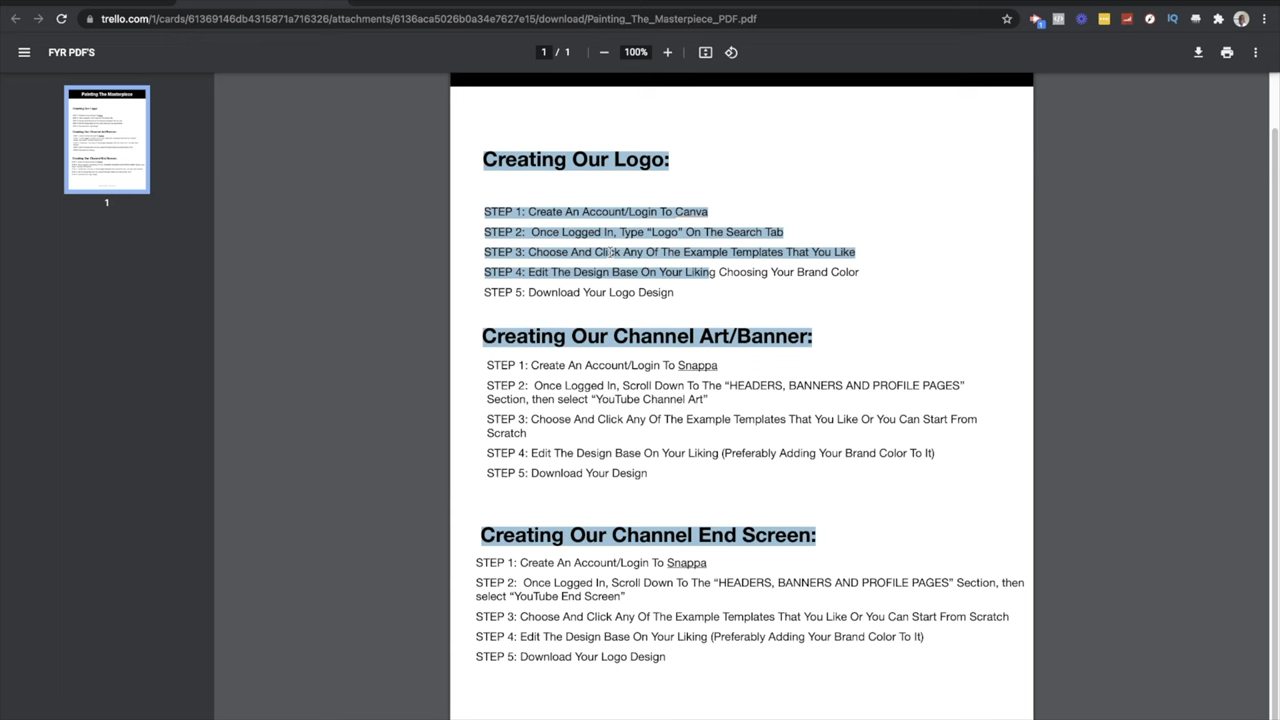 trello.com/1/cards/61369146db4315871a716326/attachments/6136aca5026b0a34e7627e15/download/Painting_The_Masterpiece_PDF.pdf
FYR PDF'S
1 / 1
100%
Painting The Masterpiece
1
Creating Our Logo:
STEP 1: Create An Account/Login To Canva
STEP 2:  Once Logged In, Type “Logo” On The Search Tab
STEP 3: Choose And Click Any Of The Example Templates That You Like
STEP 4: Edit The Design Base On Your Liking Choosing Your Brand Color
STEP 5: Download Your Logo Design
Creating Our Channel Art/Banner:
STEP 1: Create An Account/Login To Snappa
STEP 2:  Once Logged In, Scroll Down To The “HEADERS, BANNERS AND PROFILE PAGES”
Section, then select “YouTube Channel Art”
STEP 3: Choose And Click Any Of The Example Templates That You Like Or You Can Start From
Scratch
STEP 4: Edit The Design Base On Your Liking (Preferably Adding Your Brand Color To It)
STEP 5: Download Your Design
Creating Our Channel End Screen:
STEP 1: Create An Account/Login To Snappa
STEP 2:  Once Logged In, Scroll Down To The “HEADERS, BANNERS AND PROFILE PAGES” Section, then
select “YouTube End Screen”
STEP 3: Choose And Click Any Of The Example Templates That You Like Or You Can Start From Scratch
STEP 4: Edit The Design Base On Your Liking (Preferably Adding Your Brand Color To It)
STEP 5: Download Your Logo Design